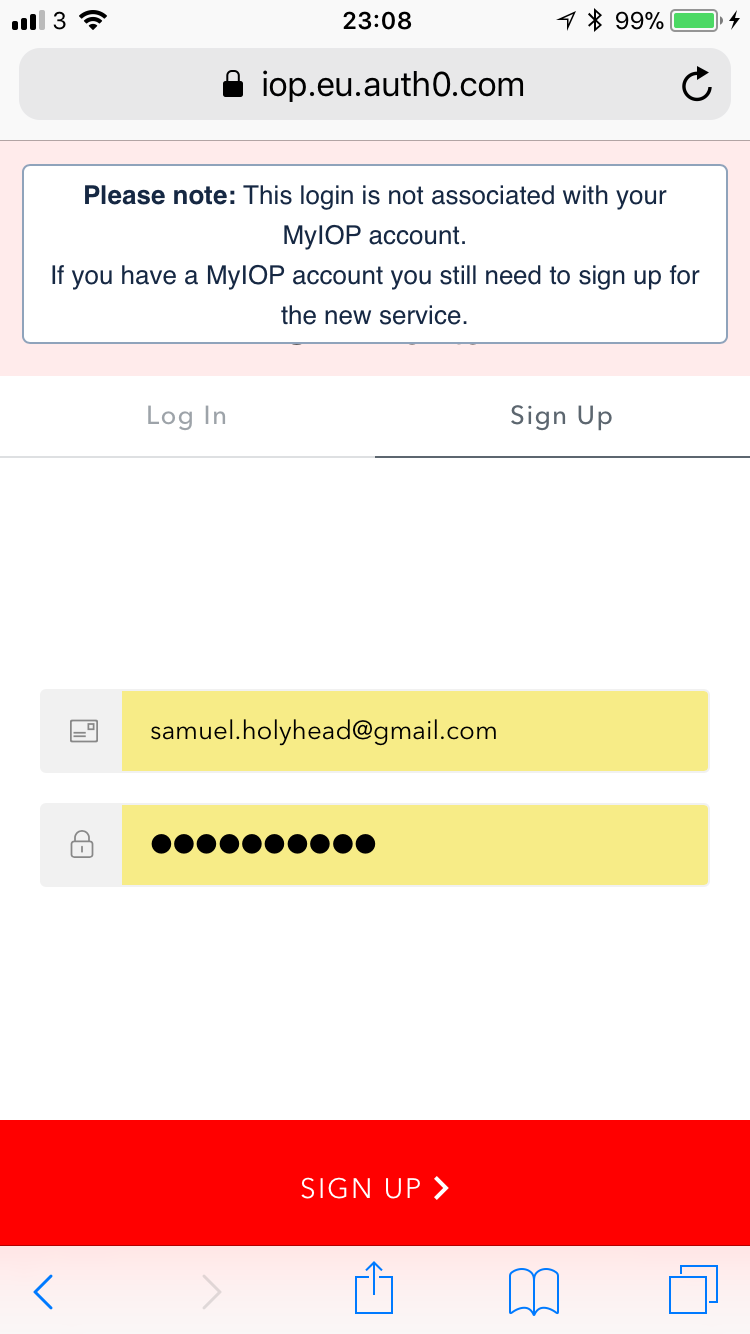 3 23:08 99%
iop.eu.auth0.com
Please note: This login is not associated with your
MyIOP account.
If you have a MyIOP account you still need to sign up for
the new service.
Log In Sign Up
samuel.holyhead@gmail.com
●●●●●●●●●●
SIGN UP